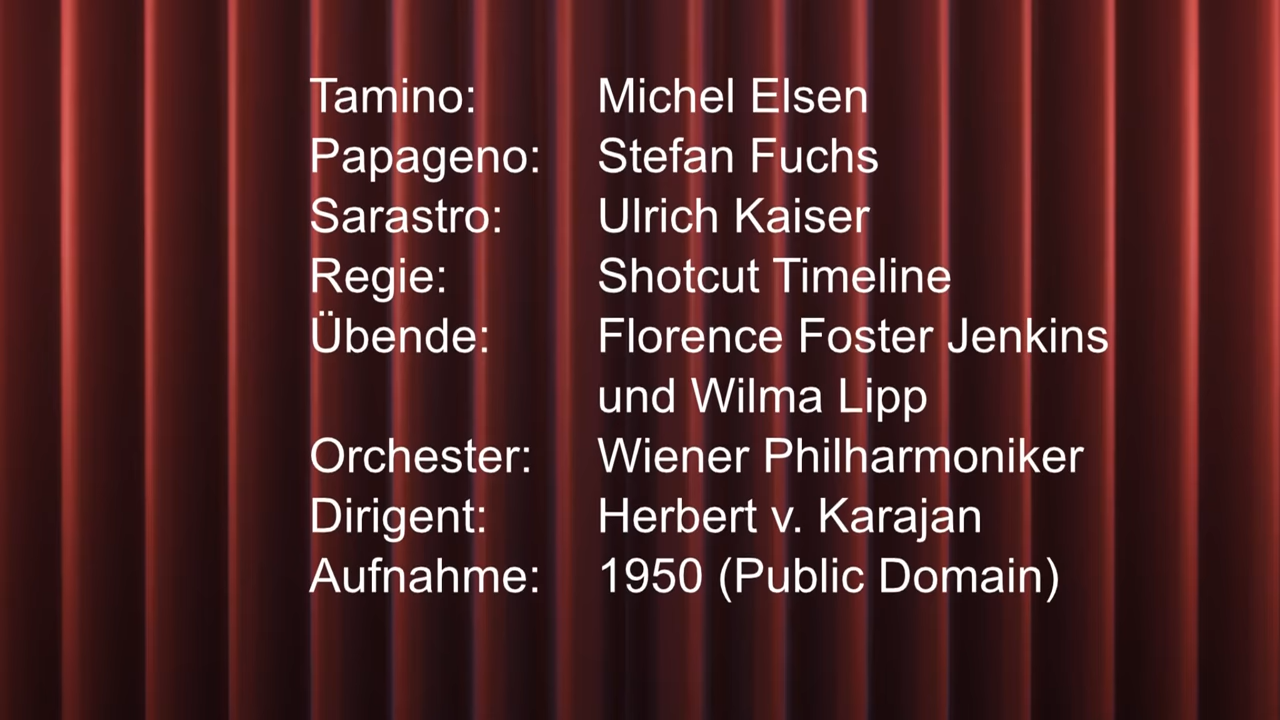 Tamino: Michel Elsen
Papageno: Stefan Fuchs
Sarastro: Ulrich Kaiser
Regie: Shotcut Timeline
Übende: Florence Foster Jenkins
und Wilma Lipp
Orchester: Wiener Philharmoniker
Dirigent: Herbert v. Karajan
Aufnahme: 1950 (Public Domain)